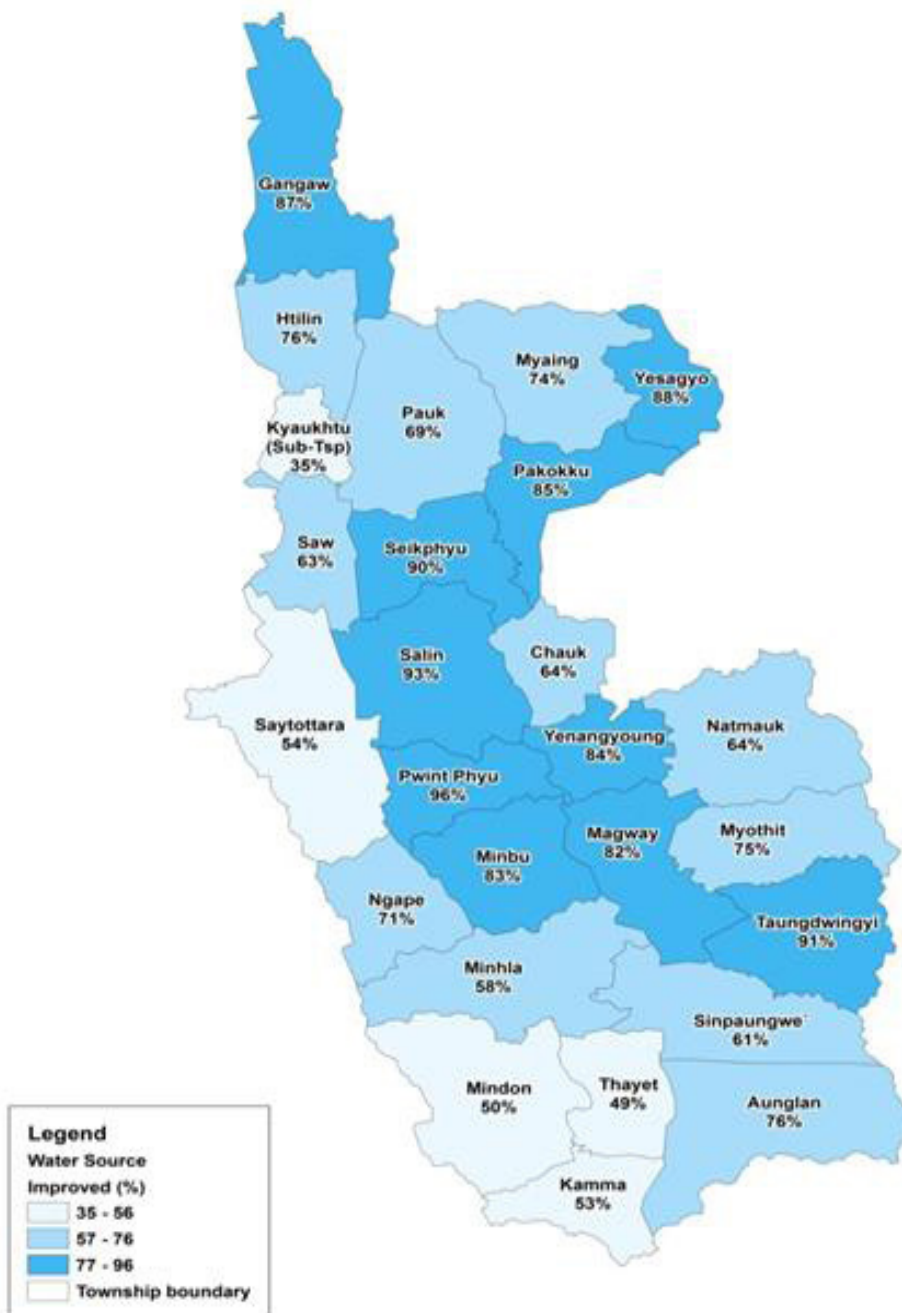 Gangaw
87%
Htilin
76%
Myaing
74%
Yesagyo
88%
Pauk
69%
Kyaukhtu
(Sub-Tsp)
35%
Pakokku
85%
Saw
63%
Seikphyu
90%
Salin
93%
Chauk
64%
Saytottara
54%
Yenangyoung
84%
Natmauk
64%
Pwint Phyu
96%
Magway
82%
Myothit
75%
Minbu
83%
Ngape
71%
Taungdwingyi
91%
Minhla
58%
Sinpaungwe`
61%
Mindon
50%
Thayet
49%
Aunglan
76%
Kamma
53%
Legend
Water Source
Improved (%)
35 - 56
57 - 76
77 - 96
Township boundary